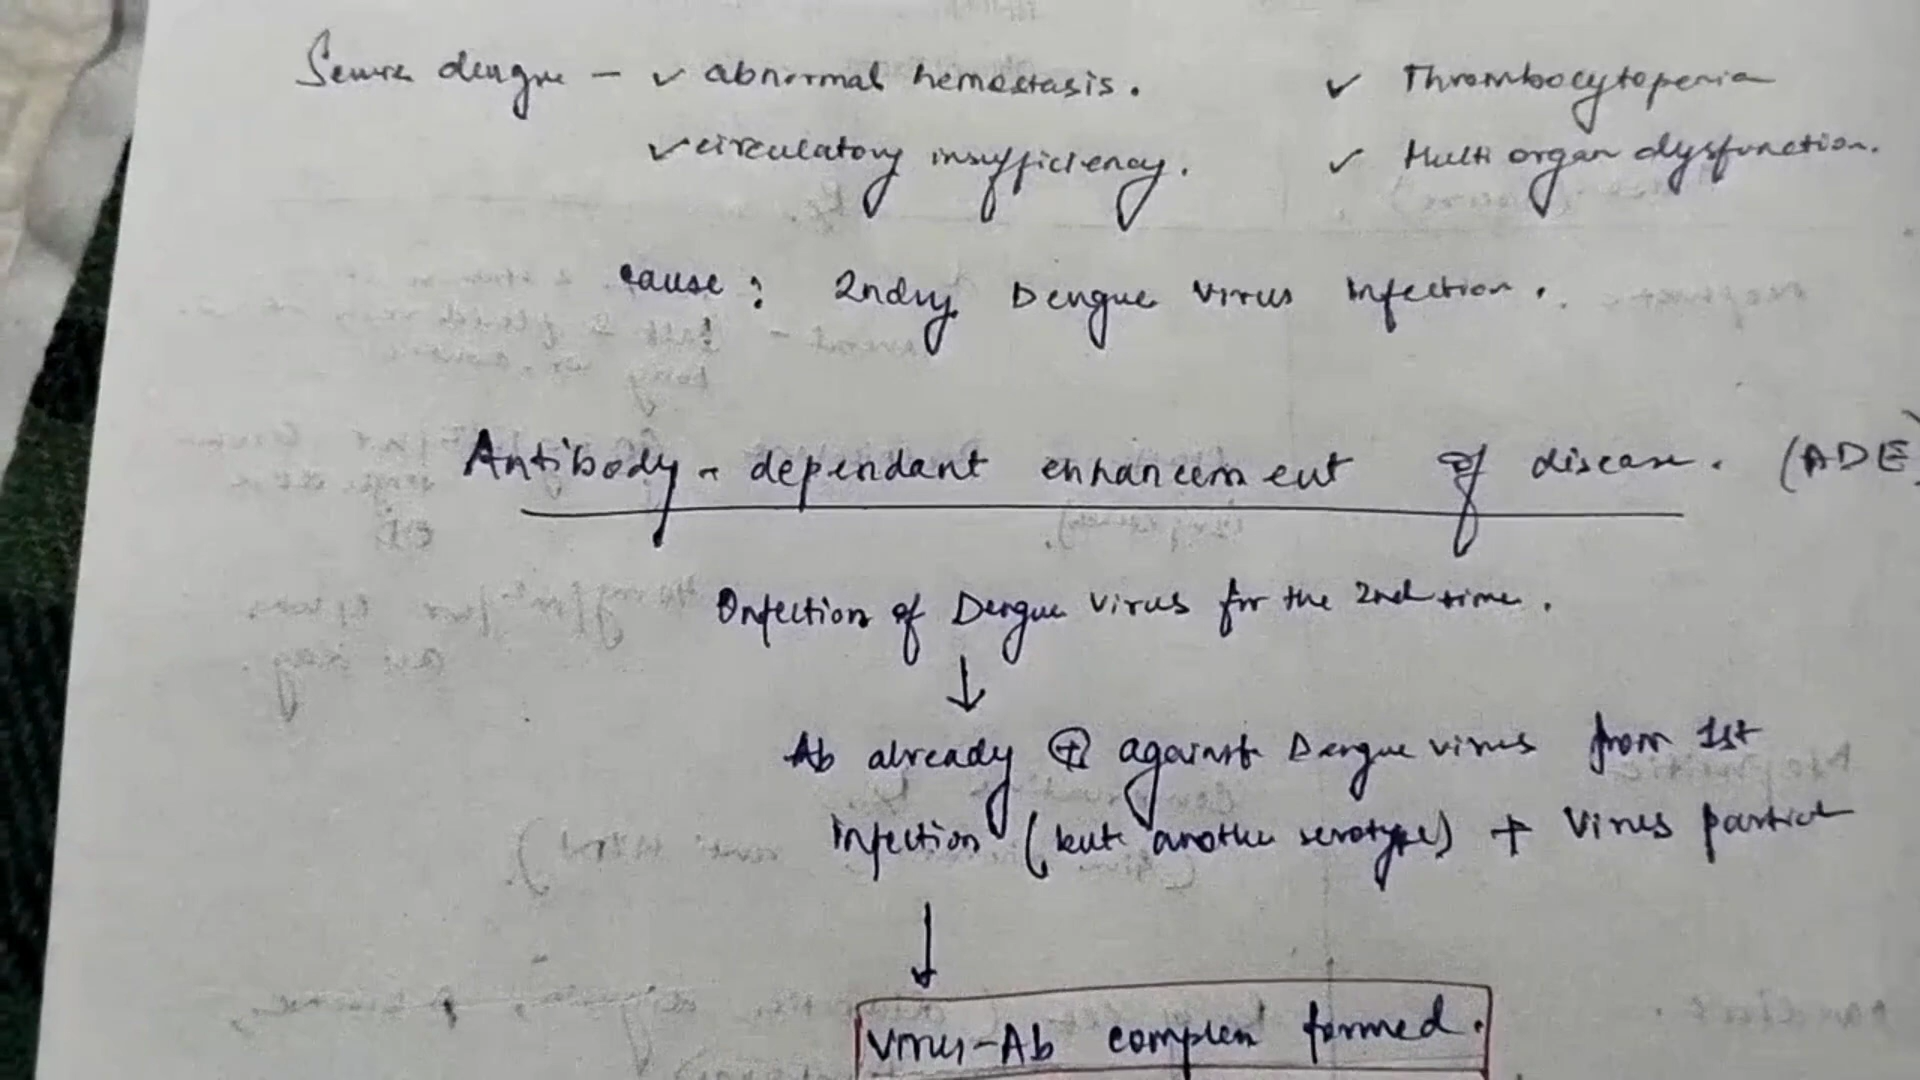 Severe dengue - ✓ abnormal hemostasis. ✓ Thrombocytopenia
✓ circulatory insufficiency. ✓ Multi organ dysfunction.
cause: 2ndry Dengue Virus Infection.
Antibody - dependant enhancement of disease. (ADE)
Infection of Dengue Virus for the 2nd time.
↓
Ab already ⊕ against Dengue virus from 1st
infection (but another serotype) + Virus particle
↓
Virus-Ab complex formed.